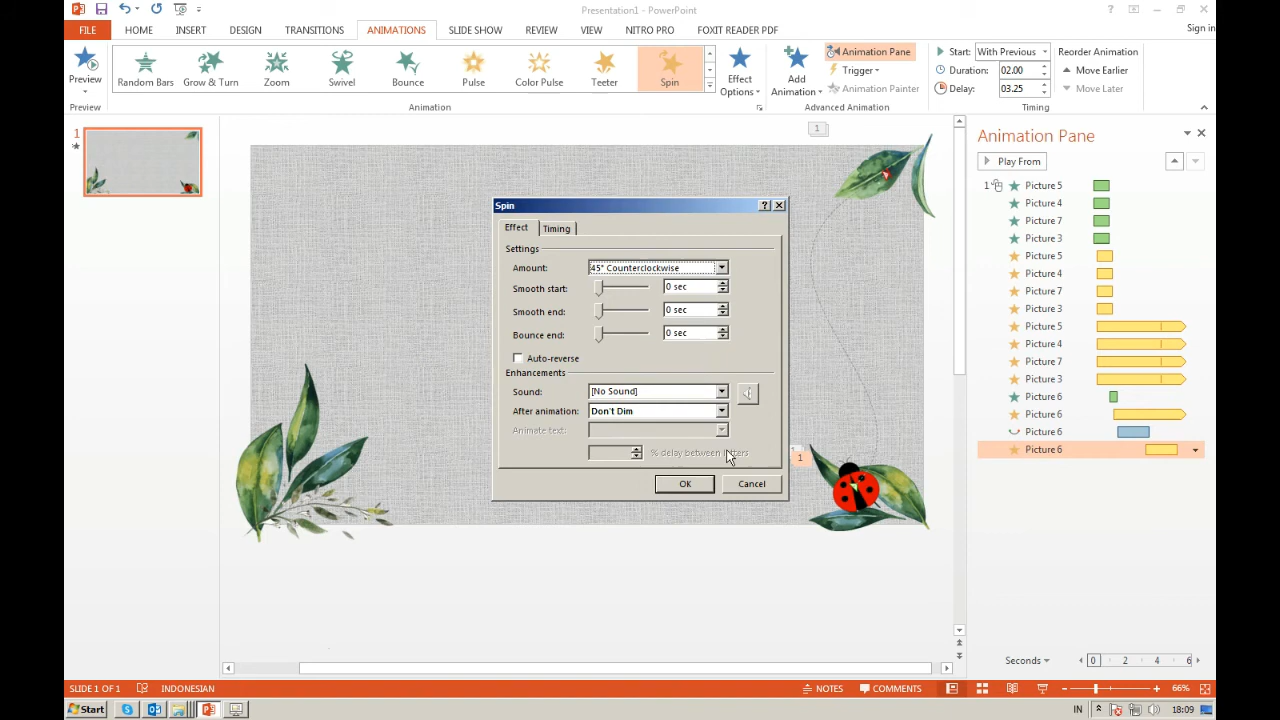 Presentation1 - PowerPoint
FILE HOME INSERT DESIGN TRANSITIONS ANIMATIONS SLIDE SHOW REVIEW VIEW NITRO PRO FOXIT READER PDF Sign in
Preview
Random Bars Grow & Turn Zoom Swivel Bounce Pulse Color Pulse Teeter Spin
Effect Options
Add Animation
Animation Pane
Trigger
Animation Painter
Start: With Previous
Duration: 02.00
Delay: 03.25
Reorder Animation
Move Earlier
Move Later
Preview Animation Advanced Animation Timing
1
1
Animation Pane
Play From
1 Picture 5
Picture 4
Picture 7
Picture 3
Picture 5
Picture 4
Picture 7
Picture 3
Picture 5
Picture 4
Picture 7
Picture 3
Picture 6
Picture 6
Picture 6
Picture 6
Spin
Effect Timing
Settings
Amount: 45° Counterclockwise
Smooth start: 0 sec
Smooth end: 0 sec
Bounce end: 0 sec
Auto-reverse
Enhancements
Sound: [No Sound]
After animation: Don't Dim
Animate text:
% delay between letters
OK Cancel
1
Seconds 0 2 4 6
SLIDE 1 OF 1 INDONESIAN NOTES COMMENTS 66%
Start IN 18:09